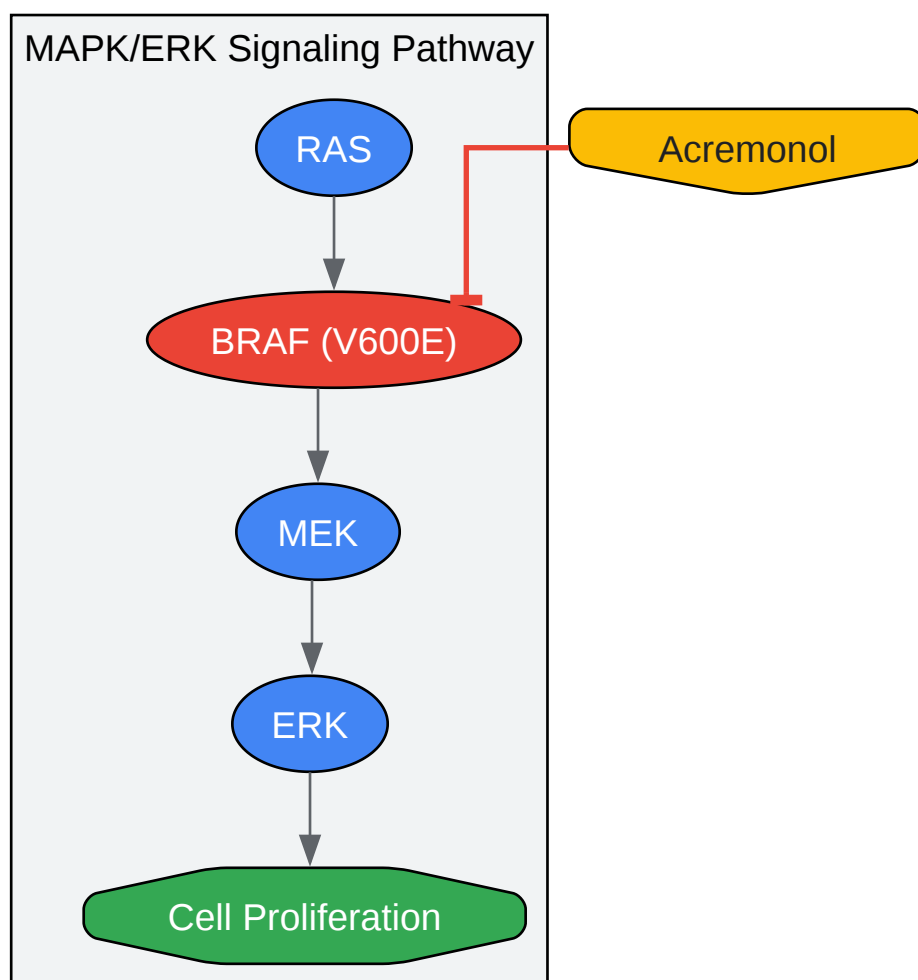 MAPK/ERK Signaling Pathway
RAS
Acremonol
BRAF (V600E)
MEK
ERK
Cell Proliferation